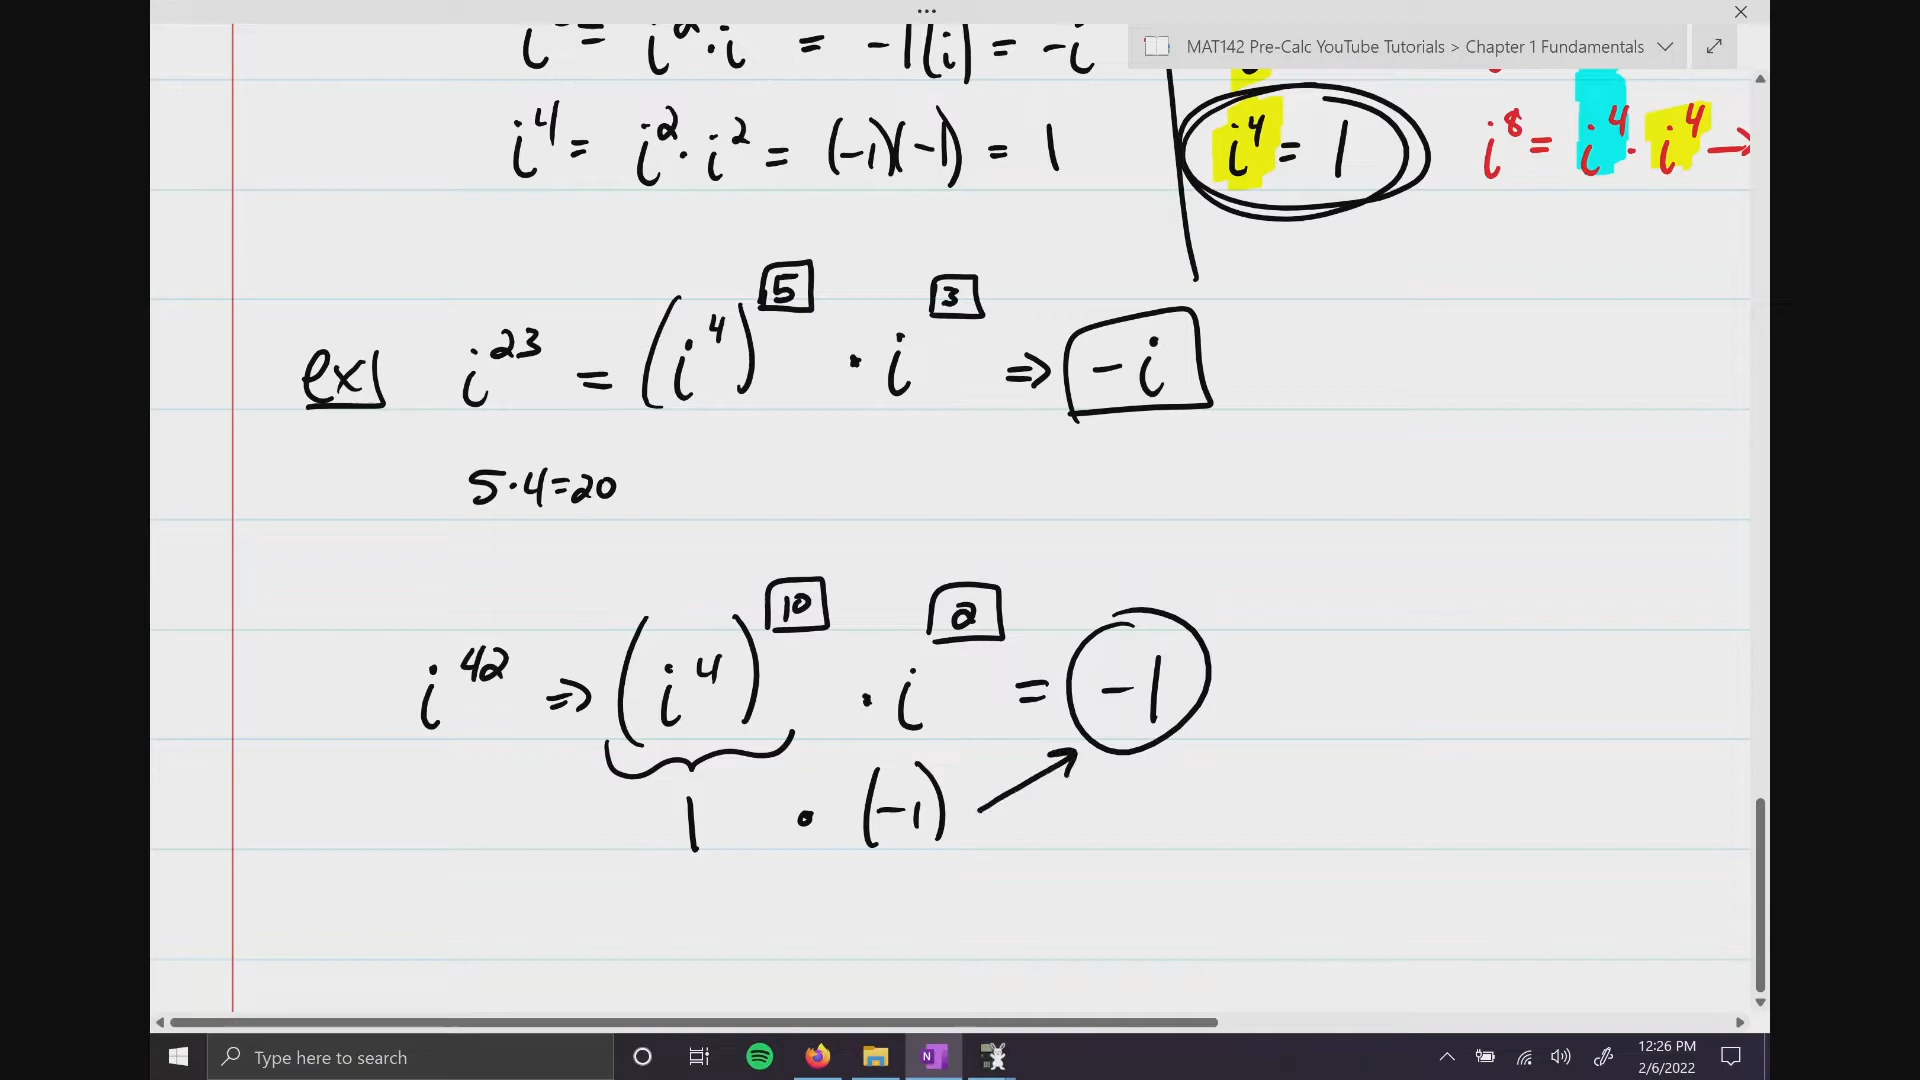 MAT142 Pre-Calc YouTube Tutorials > Chapter 1 Fundamentals
= i² · i = -1(i) = -i
i⁴ = i² · i² = (-1)(-1) = 1
i⁴ = 1
i⁸ = i⁴ · i⁴ →
ex) i²³ = (i⁴)⁵ · i³ ⇒ -i
5·4=20
i⁴² ⇒ (i⁴)¹⁰ · i² = -1
1 · (-1)
Type here to search
12:26 PM
2/6/2022